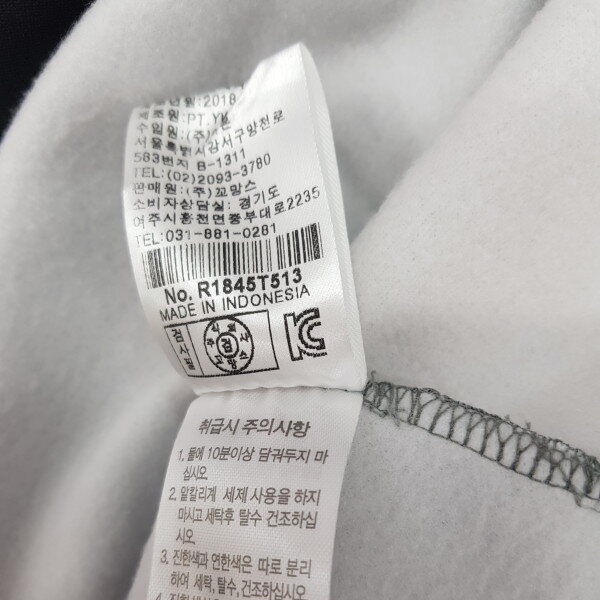 2018
제조원:PT.YK
수입원:(주)
서울특별시강서구양천로
583번지 B-1311
TEL:(02)2093-3780
판매원:(주)꼬망스
소비자상담실: 경기도
여주시흥천면중부대로2235
TEL:031-881-0281
No. R1845T513
MADE IN INDONESIA
검사필
검
취급시 주의사항
1. 물에 10분이상 담궈두지 마
십시오.
2. 알칼리계 세제 사용을 하지
마시고 세탁후 탈수 건조하십
시오.
3. 진한색과 연한색은 따로 분리
하여 세탁,탈수,건조하십시오.